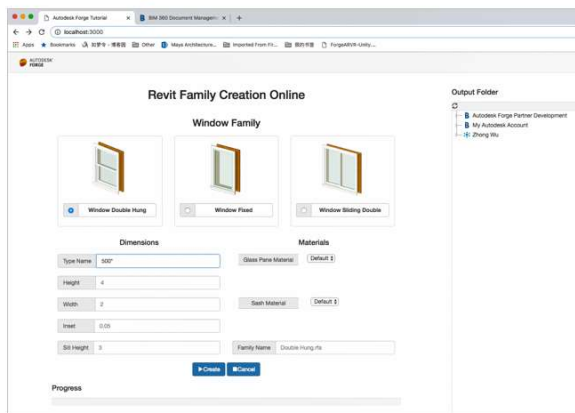 Autodesk Forge Tutorial
BIM 360 Document Managem
localhost:3000
Apps
Bookmarks
Other
Maya Architecture...
Imported From Fir...
我的书签
ForgeARVR-Unity,...
AUTODESK
FORGE
Revit Family Creation Online
Window Family
Window Double Hung
Window Fixed
Window Sliding Double
Dimensions
Materials
Type Name 500"
Glass Pane Material Default
Height 4
Width 2
Sash Material Default
Inset 0.05
Sill Height 3
Family Name Double Hung.rfa
Create
Cancel
Progress
Output Folder
Autodesk Forge Partner Development
My Autodesk Account
Zhong Wu